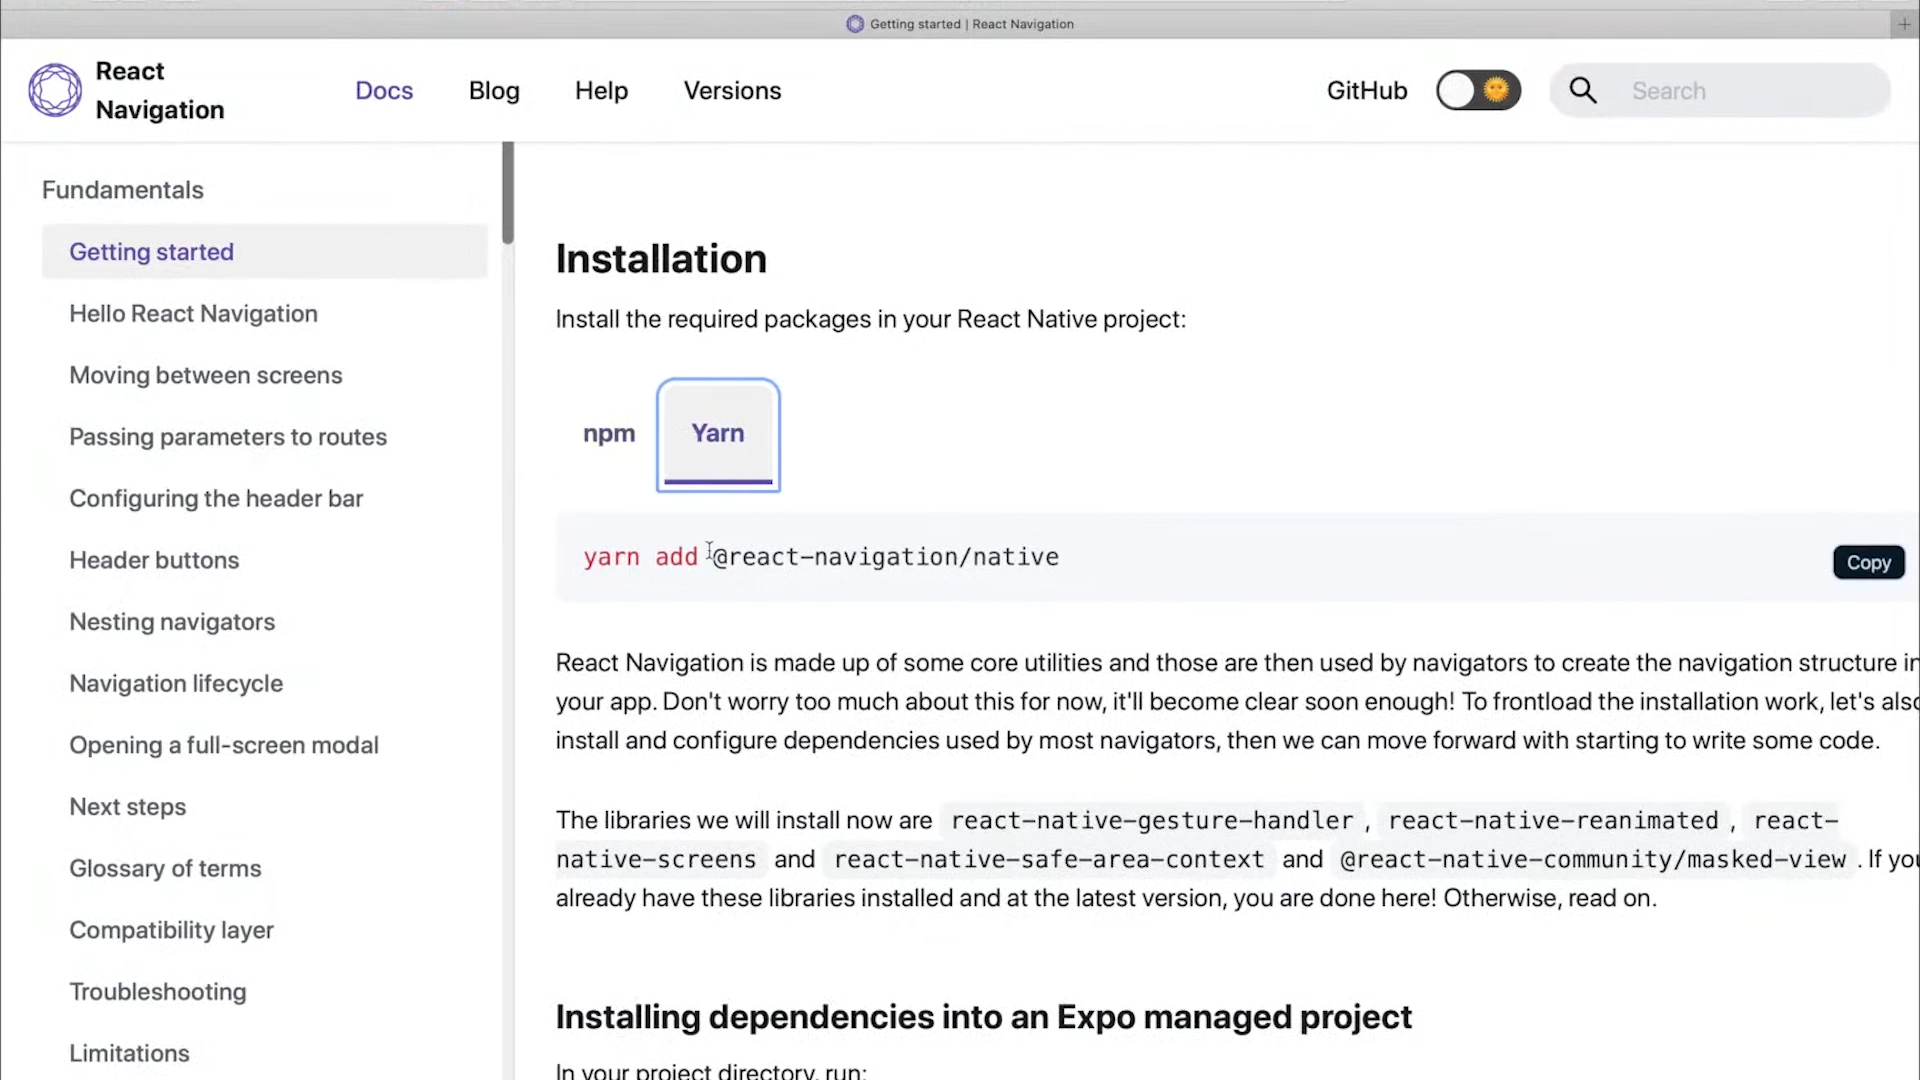 Getting started | React Navigation
React
Navigation
Docs
Blog
Help
Versions
GitHub
Search
Fundamentals
Getting started
Hello React Navigation
Moving between screens
Passing parameters to routes
Configuring the header bar
Header buttons
Nesting navigators
Navigation lifecycle
Opening a full-screen modal
Next steps
Glossary of terms
Compatibility layer
Troubleshooting
Limitations
Installation
Install the required packages in your React Native project:
npm
Yarn
yarn add @react-navigation/native
Copy
React Navigation is made up of some core utilities and those are then used by navigators to create the navigation structure in
your app. Don't worry too much about this for now, it'll become clear soon enough! To frontload the installation work, let's also
install and configure dependencies used by most navigators, then we can move forward with starting to write some code.
The libraries we will install now are react-native-gesture-handler , react-native-reanimated , react-
native-screens and react-native-safe-area-context and @react-native-community/masked-view . If you
already have these libraries installed and at the latest version, you are done here! Otherwise, read on.
Installing dependencies into an Expo managed project
In your project directory, run: